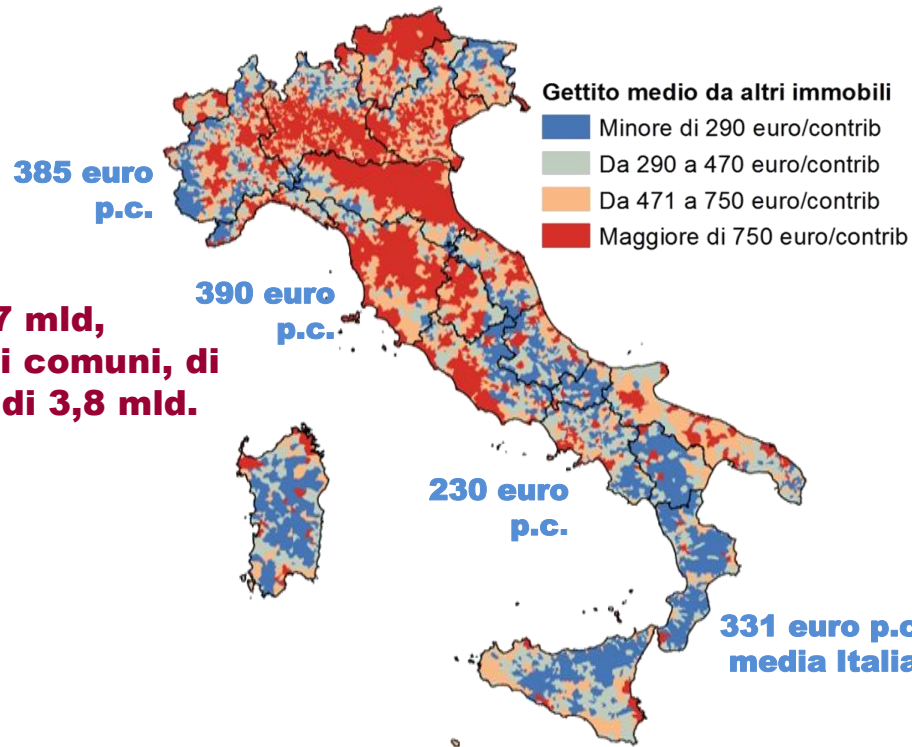 Gettito medio da altri immobili
Minore di 290 euro/contrib
Da 290 a 470 euro/contrib
Da 471 a 750 euro/contrib
Maggiore di 750 euro/contrib
385 euro
p.c.
390 euro
p.c.
7 mld,
i comuni, di
di 3,8 mld.
230 euro
p.c.
331 euro p.c
media Italia